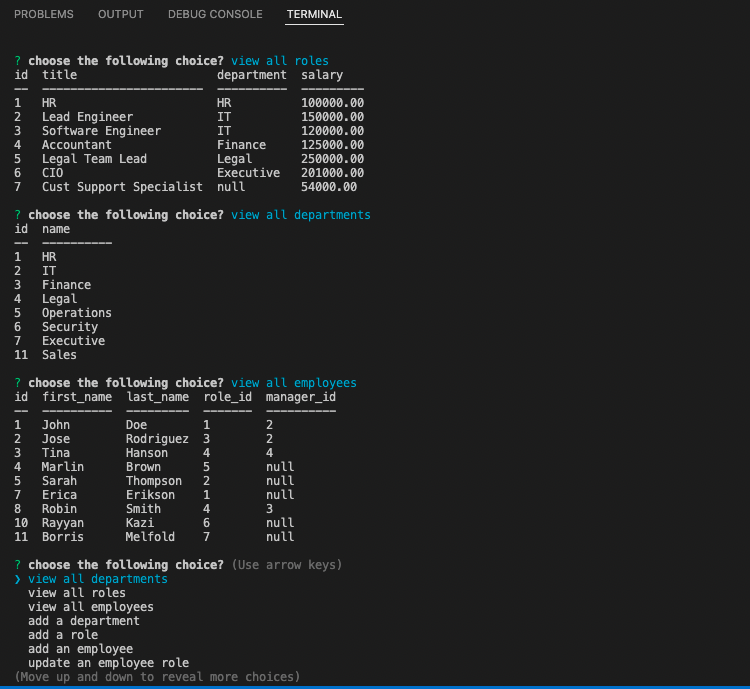 PROBLEMS OUTPUT DEBUG CONSOLE TERMINAL
? choose the following choice? view all roles
id  title                    department  salary
——  ———————————————————————  ——————————  —————————
1   HR                       HR          100000.00
2   Lead Engineer            IT          150000.00
3   Software Engineer        IT          120000.00
4   Accountant               Finance     125000.00
5   Legal Team Lead          Legal       250000.00
6   CIO                      Executive   201000.00
7   Cust Support Specialist  null        54000.00
? choose the following choice? view all departments
id  name
——  ——————————
1   HR
2   IT
3   Finance
4   Legal
5   Operations
6   Security
7   Executive
11  Sales
? choose the following choice? view all employees
id  first_name  last_name  role_id  manager_id
——  ——————————  —————————  ———————  ——————————
1   John        Doe        1        2
2   Jose        Rodriguez  3        2
3   Tina        Hanson     4        4
4   Marlin      Brown      5        null
5   Sarah       Thompson   2        null
7   Erica       Erikson    1        null
8   Robin       Smith      4        3
10  Rayyan      Kazi       6        null
11  Borris      Melfold    7        null
? choose the following choice? (Use arrow keys)
❯ view all departments
  view all roles
  view all employees
  add a department
  add a role
  add an employee
  update an employee role
(Move up and down to reveal more choices)